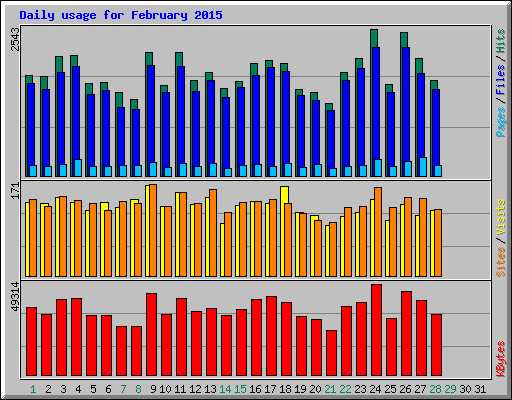 Daily usage for February 2015
2543
Pages / Files / Hits
171
Sites / Visits
49314
KBytes
1 2 3 4 5 6 7 8 9 10 11 12 13 14 15 16 17 18 19 20 21 22 23 24 25 26 27 28 29 30 31